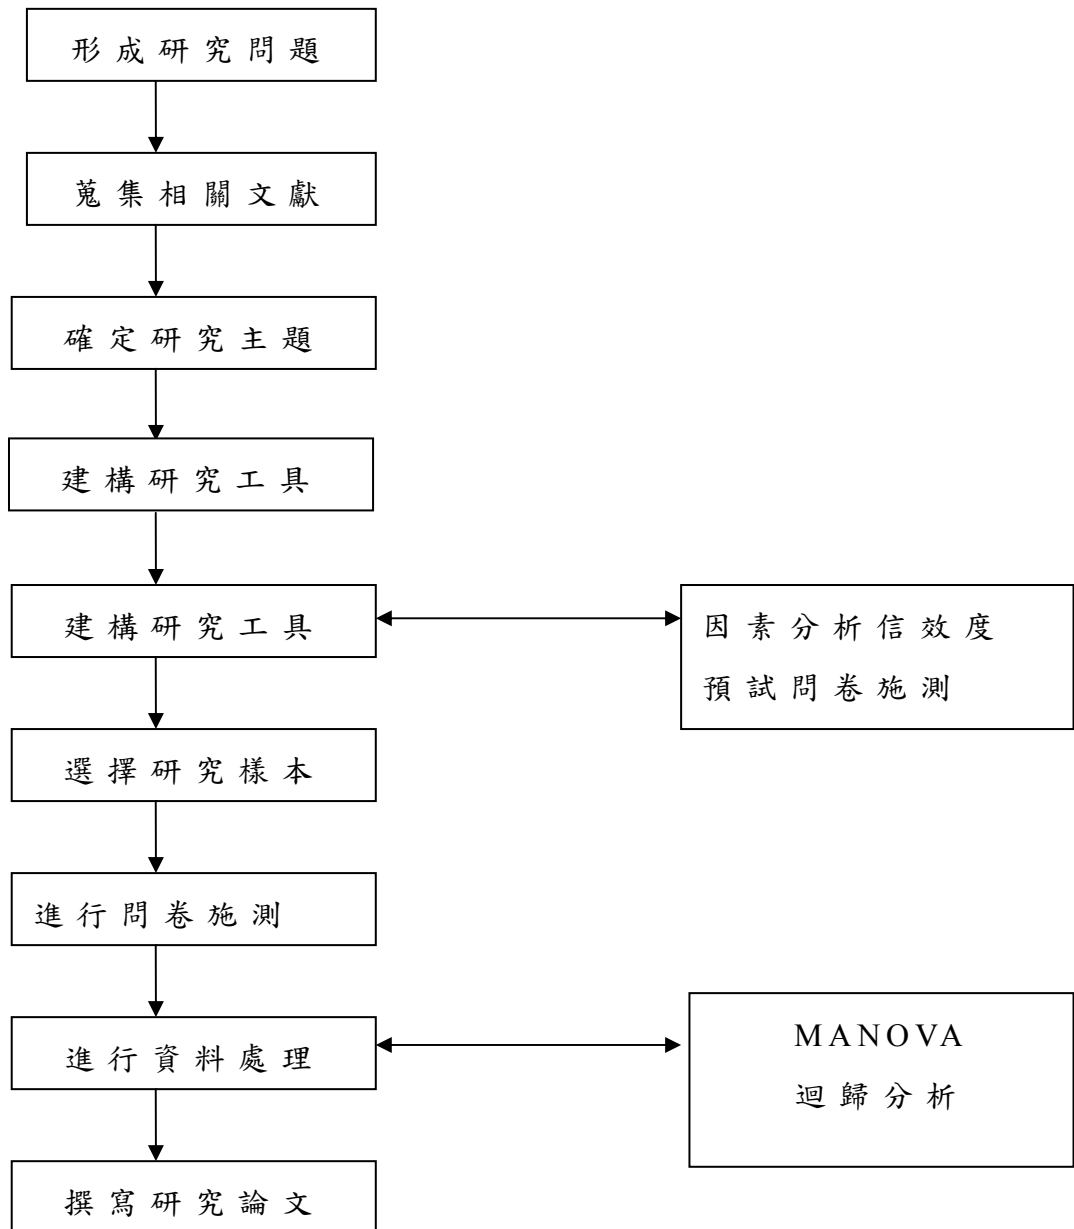 形成研究問題
蒐集相關文獻
確定研究主題
建構研究工具
建構研究工具
因素分析信效度
預試問卷施測
選擇研究樣本
進行問卷施測
進行資料處理
MANOVA
迴歸分析
撰寫研究論文